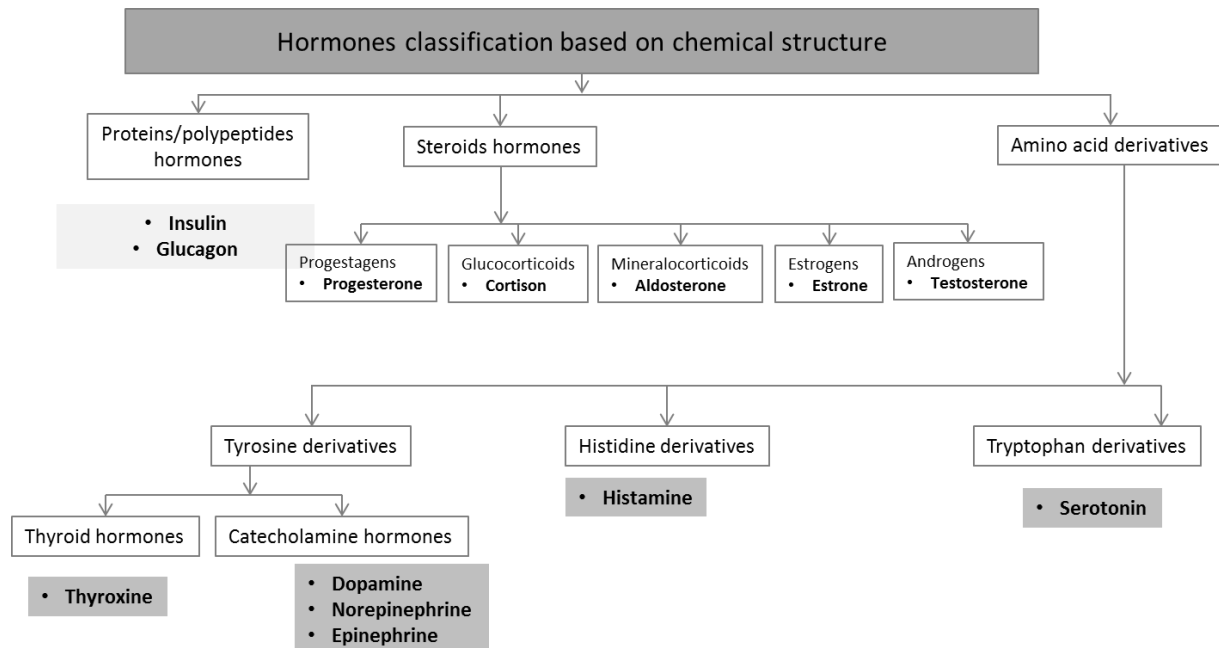 Hormones classification based on chemical structure
Proteins/polypeptides
hormones
Steroids hormones
Amino acid derivatives
• Insulin
• Glucagon
Progestagens
• Progesterone
Glucocorticoids
• Cortison
Mineralocorticoids
• Aldosterone
Estrogens
• Estrone
Androgens
• Testosterone
Tyrosine derivatives
Histidine derivatives
Tryptophan derivatives
• Histamine
• Serotonin
Thyroid hormones
Catecholamine hormones
• Thyroxine
• Dopamine
• Norepinephrine
• Epinephrine